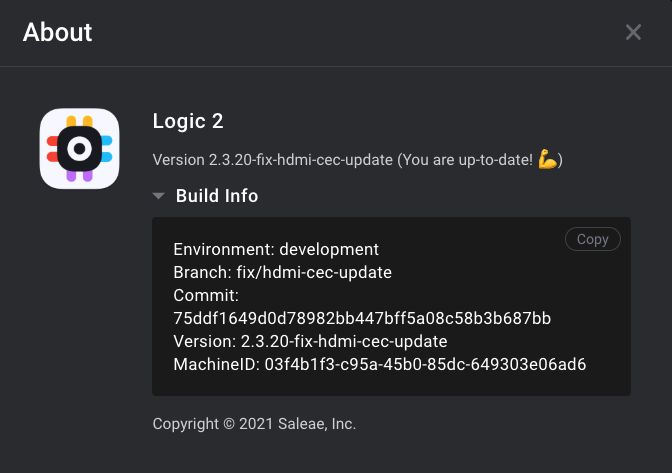 About
Logic 2
Version 2.3.20-fix-hdmi-cec-update (You are up-to-date! 💪)
Build Info
Copy
Environment: development
Branch: fix/hdmi-cec-update
Commit:
75ddf1649d0d78982bb447bff5a08c58b3b687bb
Version: 2.3.20-fix-hdmi-cec-update
MachineID: 03f4b1f3-c95a-45b0-85dc-649303e06ad6
Copyright © 2021 Saleae, Inc.